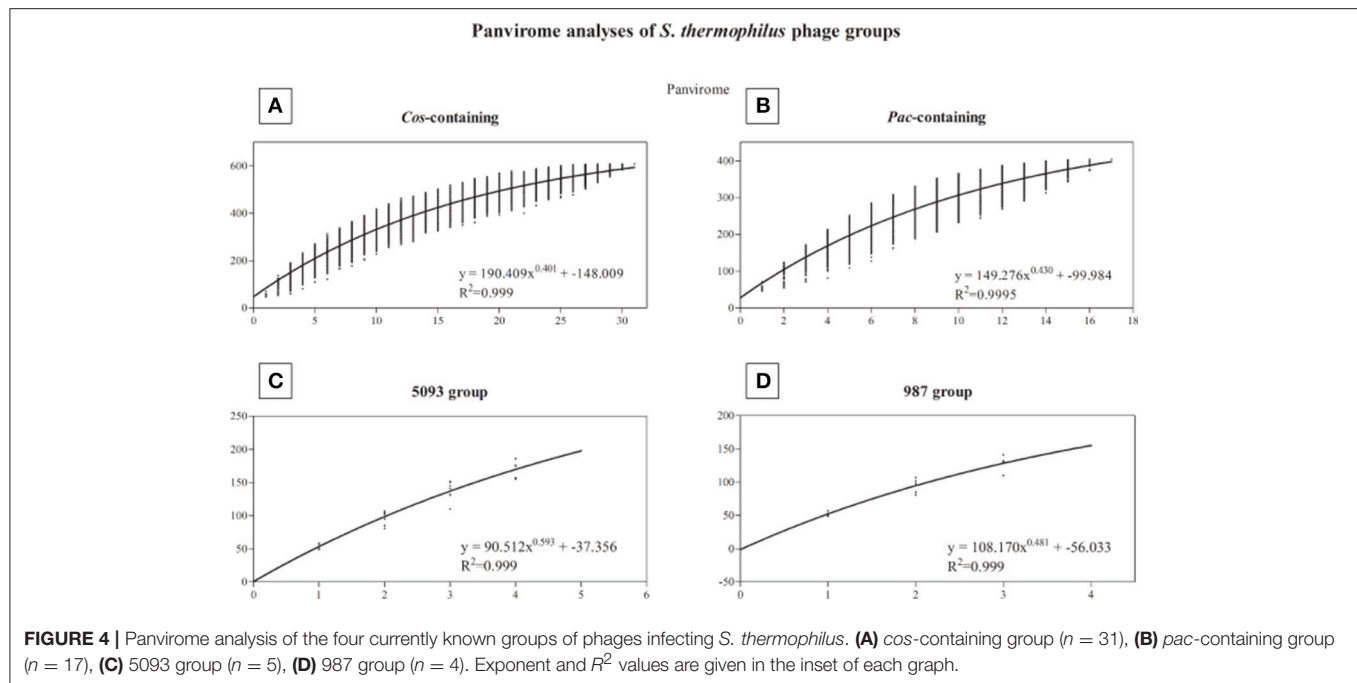 Panvirome analyses of S. thermophilus phage groups
Panvirome
A
Cos-containing
600
400
200
0
0 5 10 15 20 25 30
y = 190.409x^0.401 + -148.009
R²=0.999
B
Pac-containing
400
300
200
100
0
0 2 4 6 8 10 12 14 16 18
y = 149.276x^0.430 + -99.984
R²=0.9995
C
5093 group
250
200
150
100
50
0
0 1 2 3 4 5 6
y = 90.512x^0.593 + -37.356
R²=0.999
D
987 group
200
150
100
50
0
-50
0 1 2 3 4
y = 108.170x^0.481 + -56.033
R²=0.999
FIGURE 4 | Panvirome analysis of the four currently known groups of phages infecting S. thermophilus. (A) cos-containing group (n = 31), (B) pac-containing group
(n = 17), (C) 5093 group (n = 5), (D) 987 group (n = 4). Exponent and R² values are given in the inset of each graph.